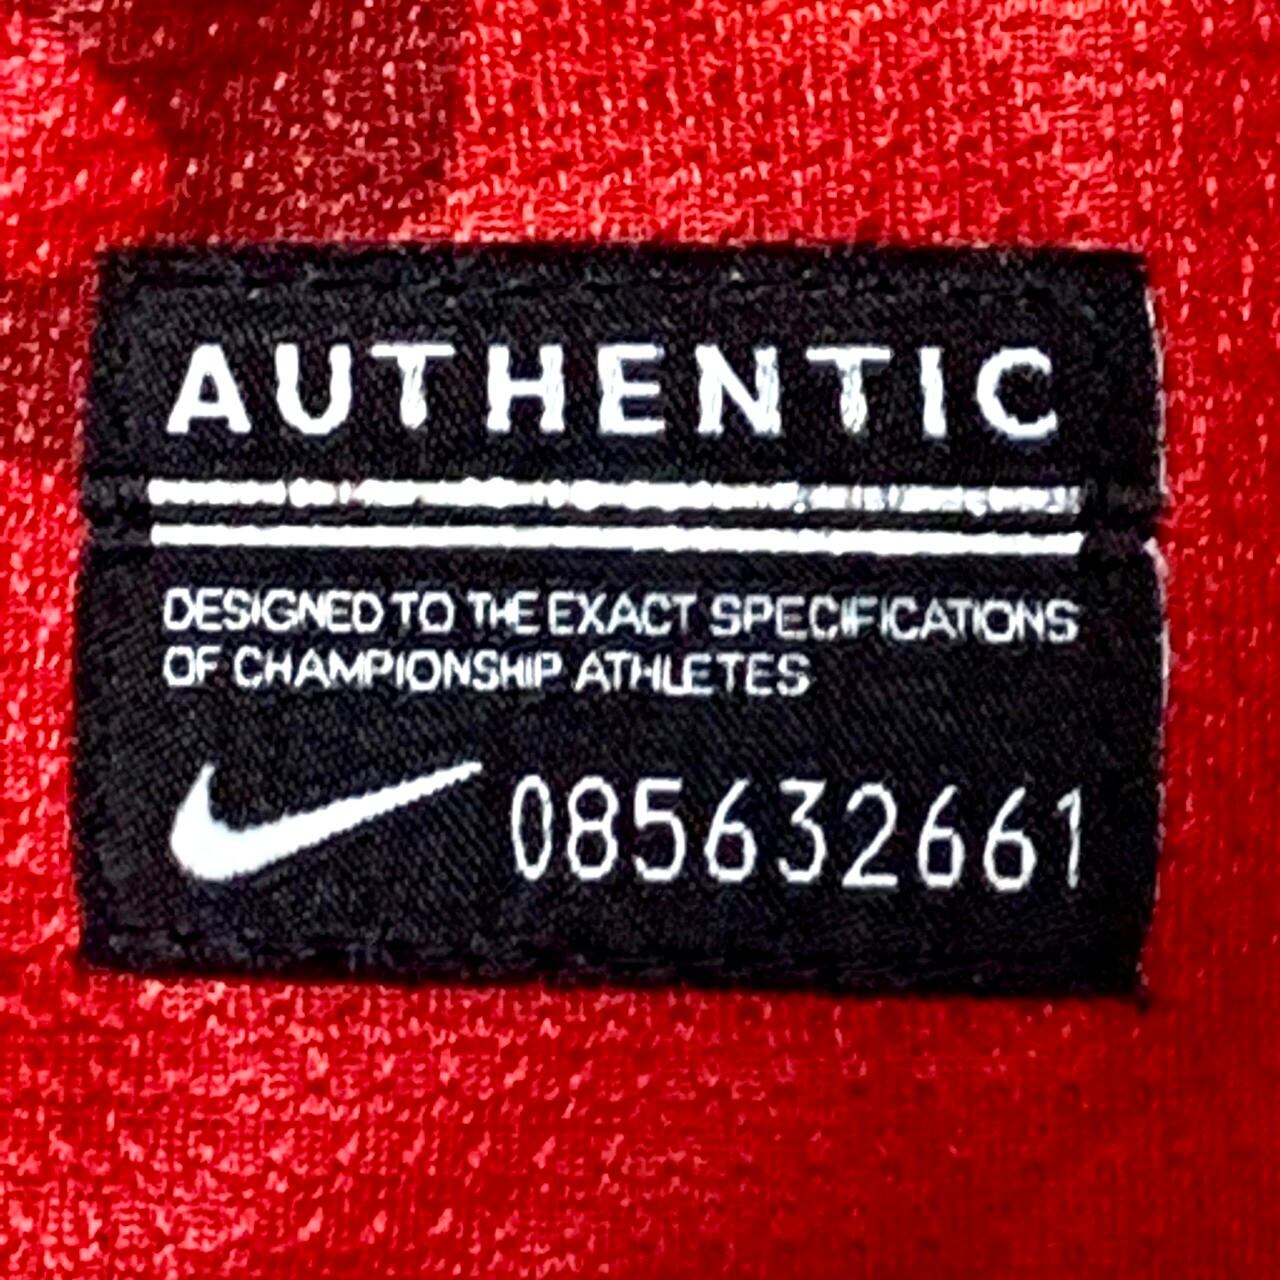 AUTHENTIC
DESIGNED TO THE EXACT SPECIFICATIONS
OF CHAMPIONSHIP ATHLETES
085632661